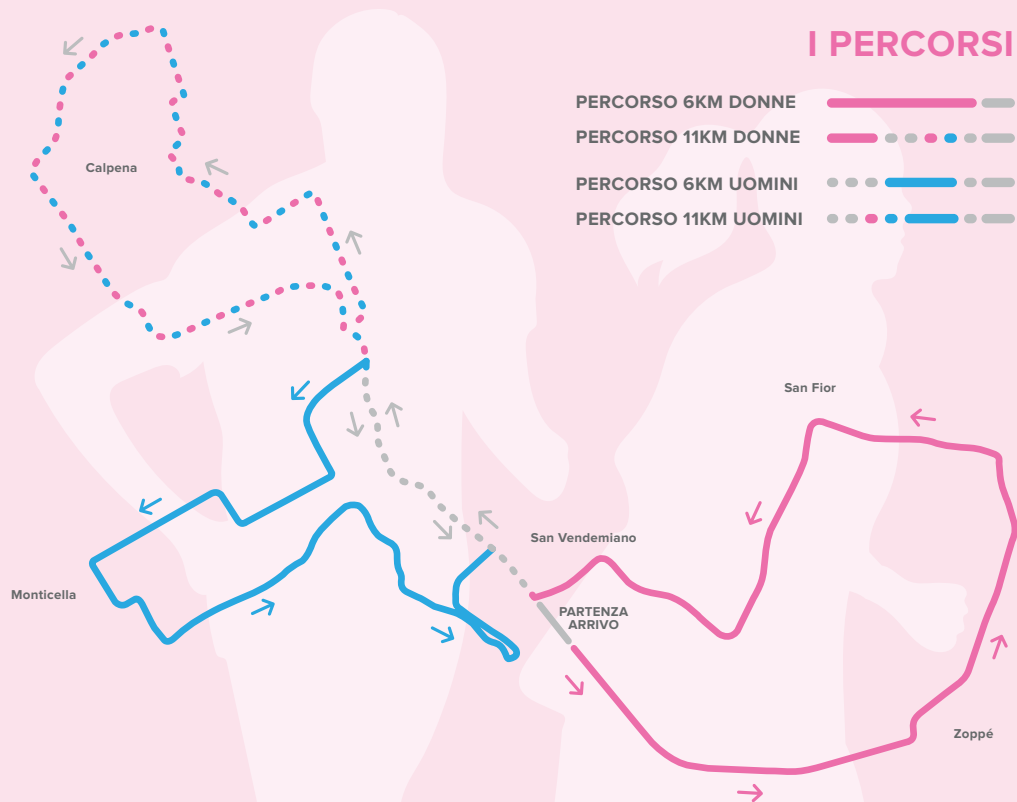 I PERCORSI
PERCORSO 6KM DONNE
PERCORSO 11KM DONNE
PERCORSO 6KM UOMINI
PERCORSO 11KM UOMINI
Calpena
San Fior
San Vendemiano
Monticella
PARTENZA
ARRIVO
Zoppé